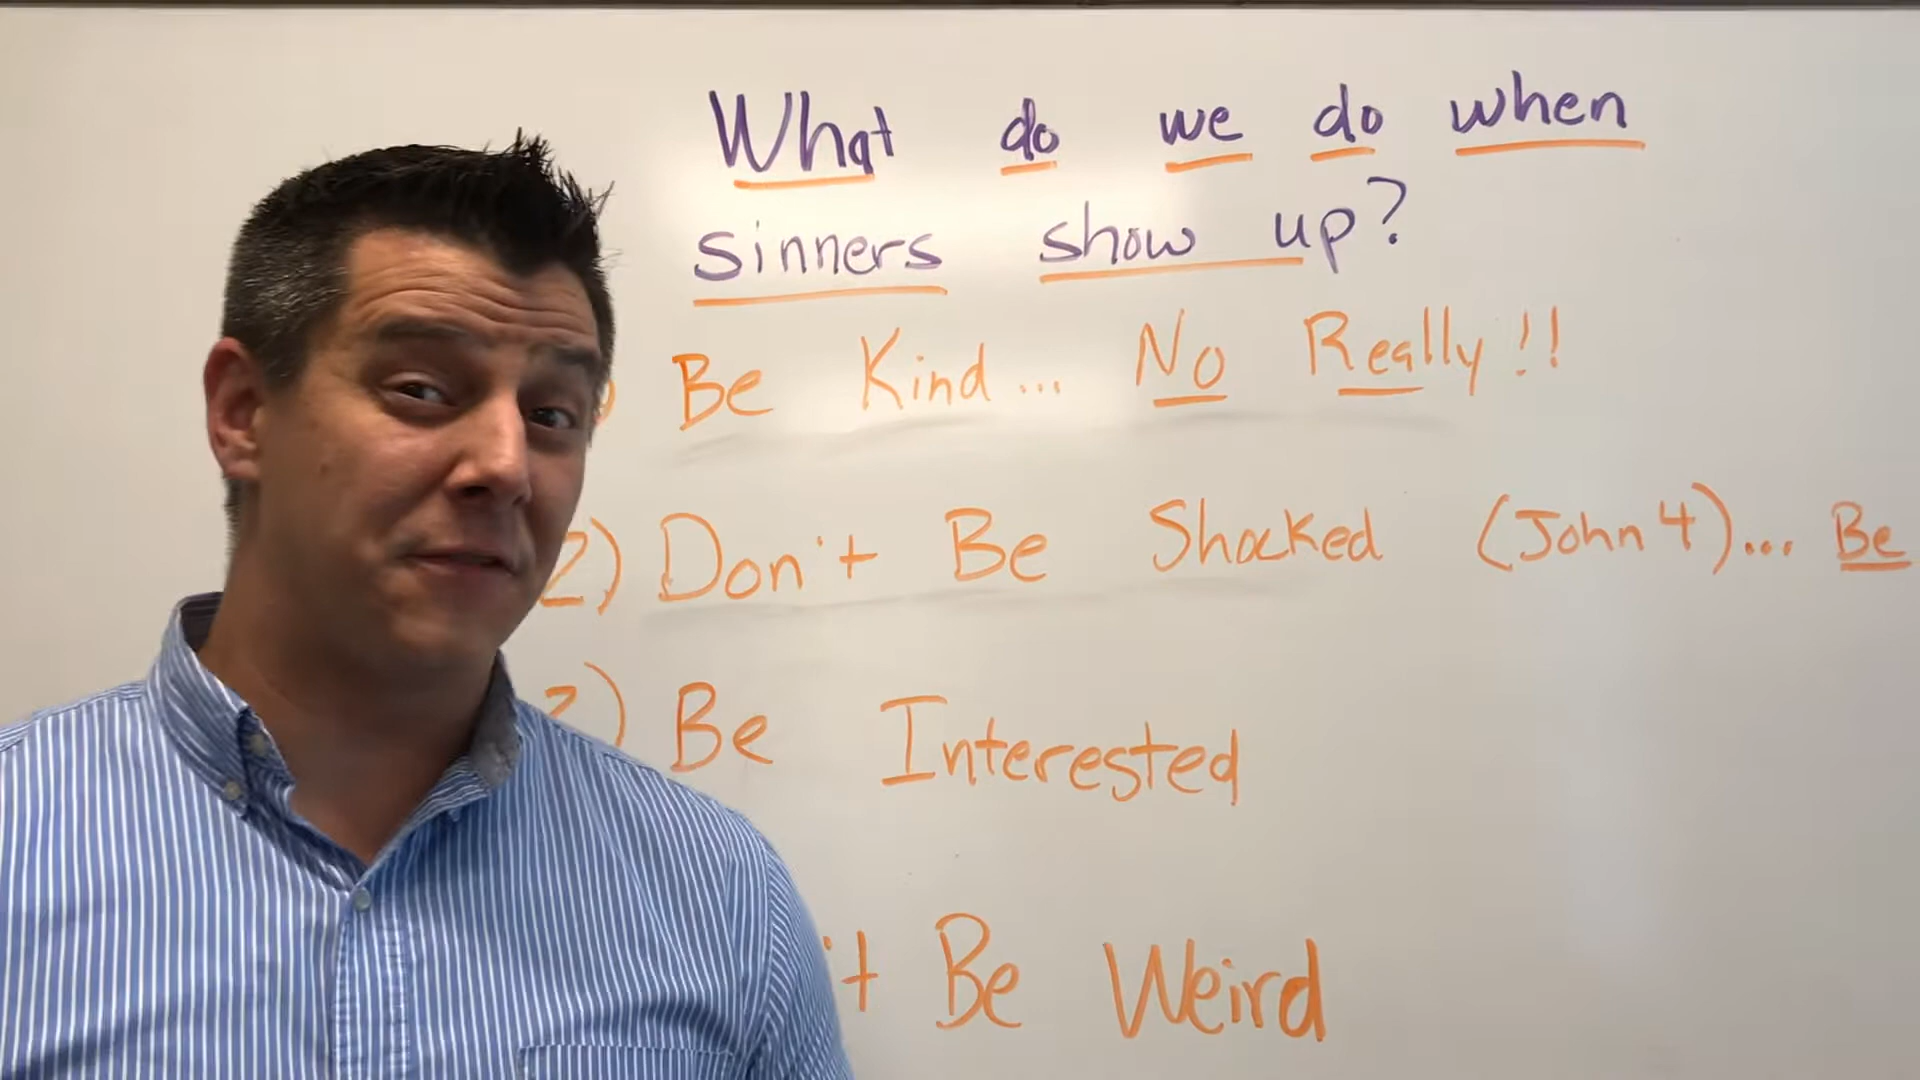 What do we do when
sinners show up?
) Be Kind... No Really!!
2) Don't Be Shocked (John 4)... Be
) Be Interested
't Be Weird